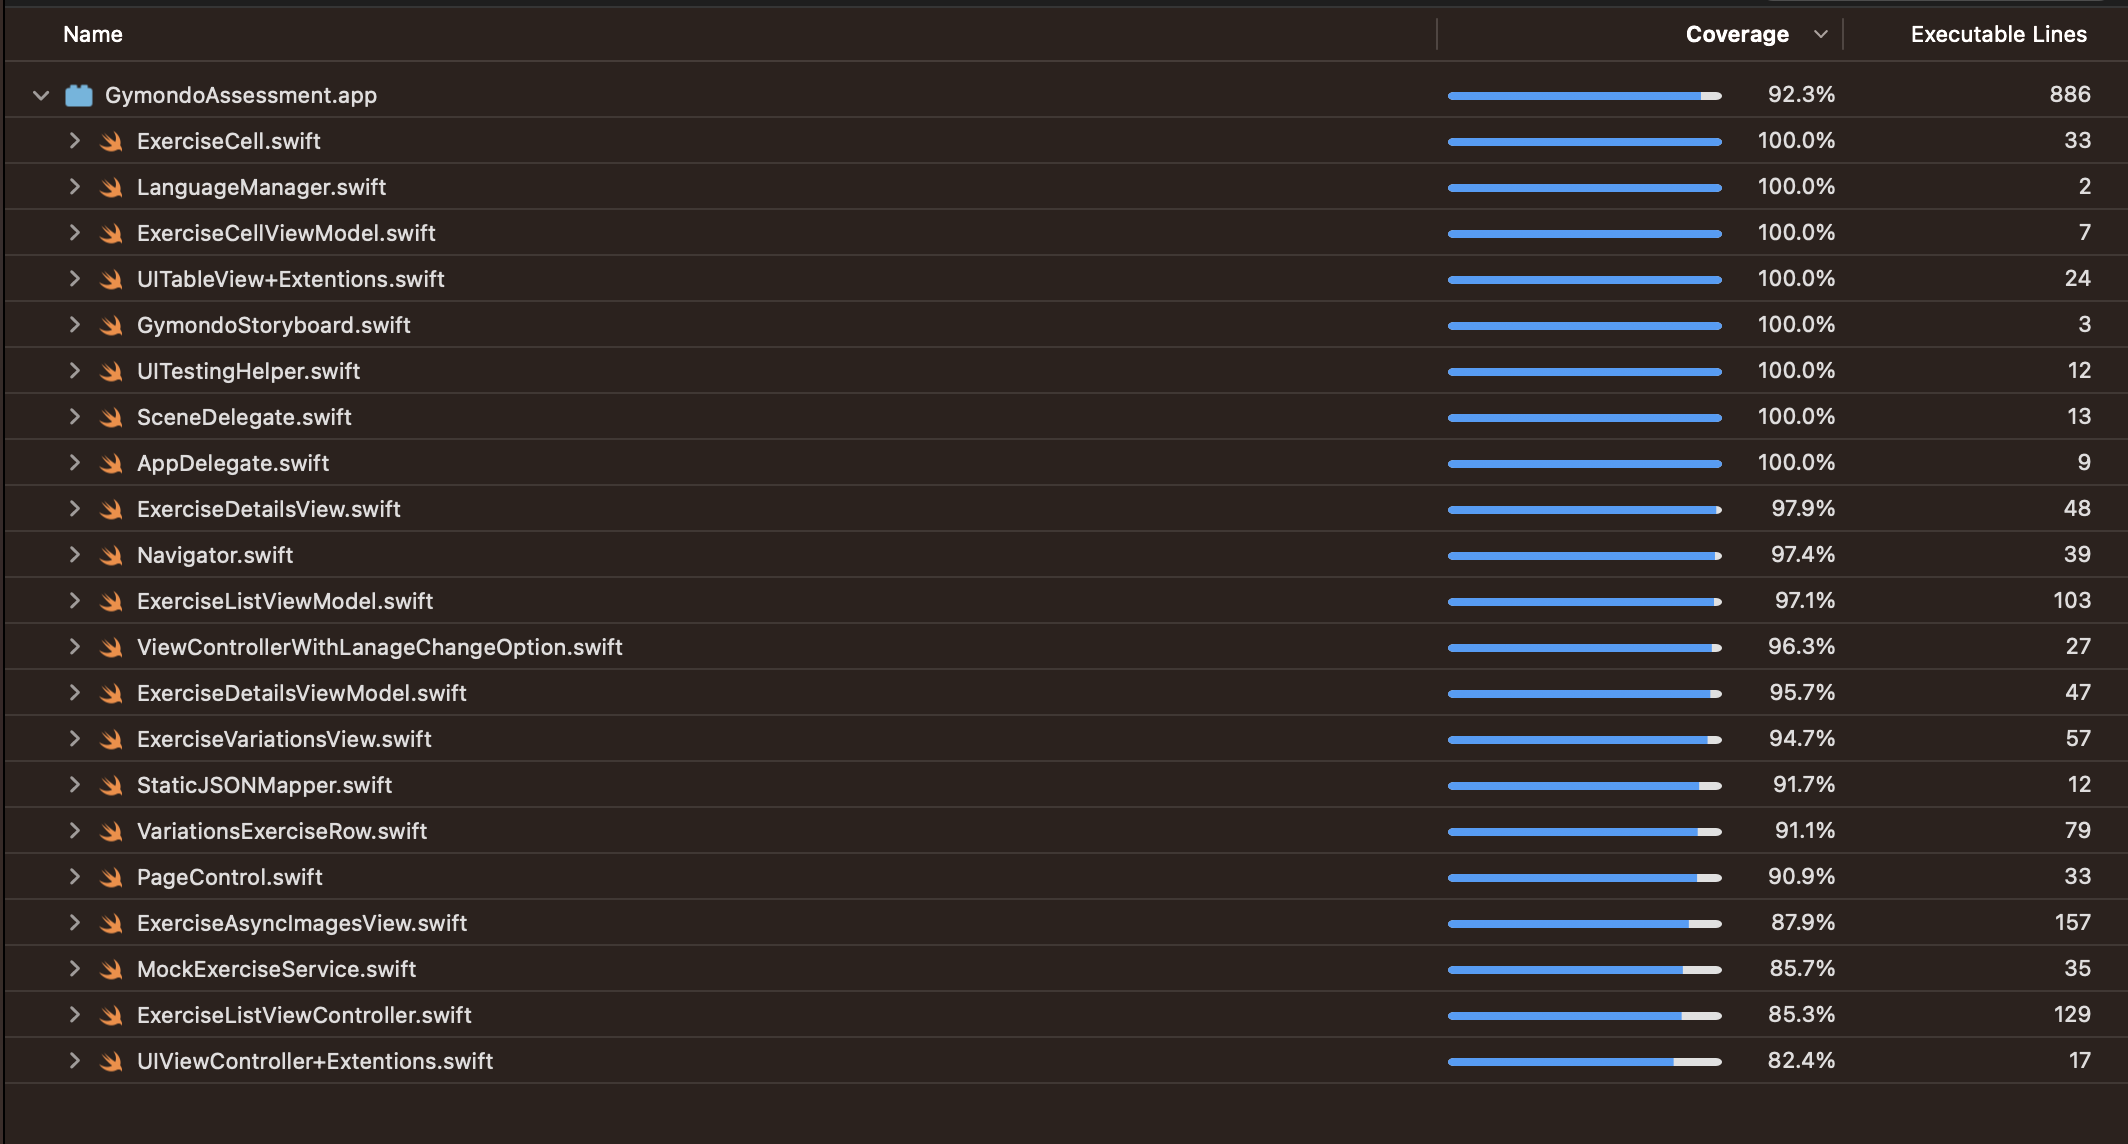 Name Coverage Executable Lines
GymondoAssessment.app 92.3% 886
ExerciseCell.swift 100.0% 33
LanguageManager.swift 100.0% 2
ExerciseCellViewModel.swift 100.0% 7
UITableView+Extentions.swift 100.0% 24
GymondoStoryboard.swift 100.0% 3
UITestingHelper.swift 100.0% 12
SceneDelegate.swift 100.0% 13
AppDelegate.swift 100.0% 9
ExerciseDetailsView.swift 97.9% 48
Navigator.swift 97.4% 39
ExerciseListViewModel.swift 97.1% 103
ViewControllerWithLanageChangeOption.swift 96.3% 27
ExerciseDetailsViewModel.swift 95.7% 47
ExerciseVariationsView.swift 94.7% 57
StaticJSONMapper.swift 91.7% 12
VariationsExerciseRow.swift 91.1% 79
PageControl.swift 90.9% 33
ExerciseAsyncImagesView.swift 87.9% 157
MockExerciseService.swift 85.7% 35
ExerciseListViewController.swift 85.3% 129
UIViewController+Extentions.swift 82.4% 17